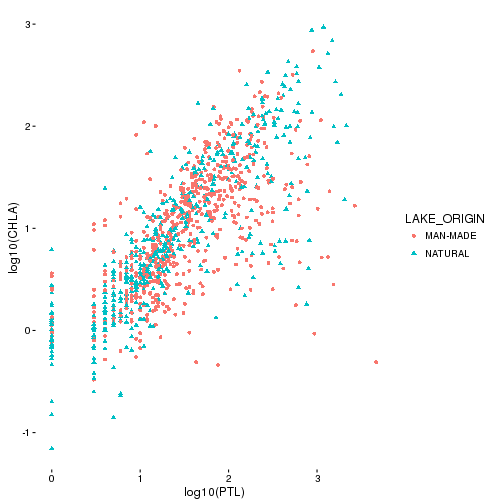 3
2
1
0
-1
log10(CHLA)
0
1
2
3
log10(PTL)
LAKE_ORIGIN
MAN-MADE
NATURAL